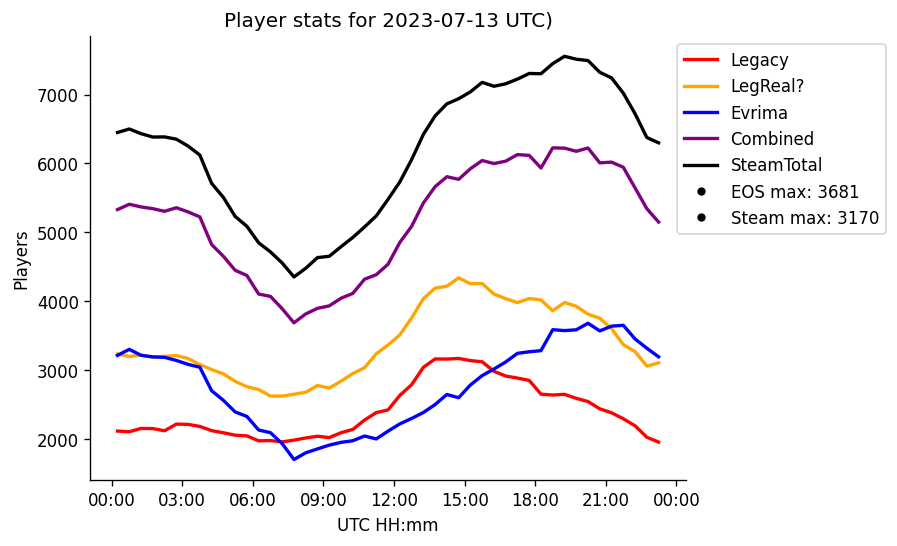 Player stats for 2023-07-13 UTC)
Legacy
LegReal?
Evrima
Combined
SteamTotal
EOS max: 3681
Steam max: 3170
Players
7000
6000
5000
4000
3000
2000
00:00 03:00 06:00 09:00 12:00 15:00 18:00 21:00 00:00
UTC HH:mm